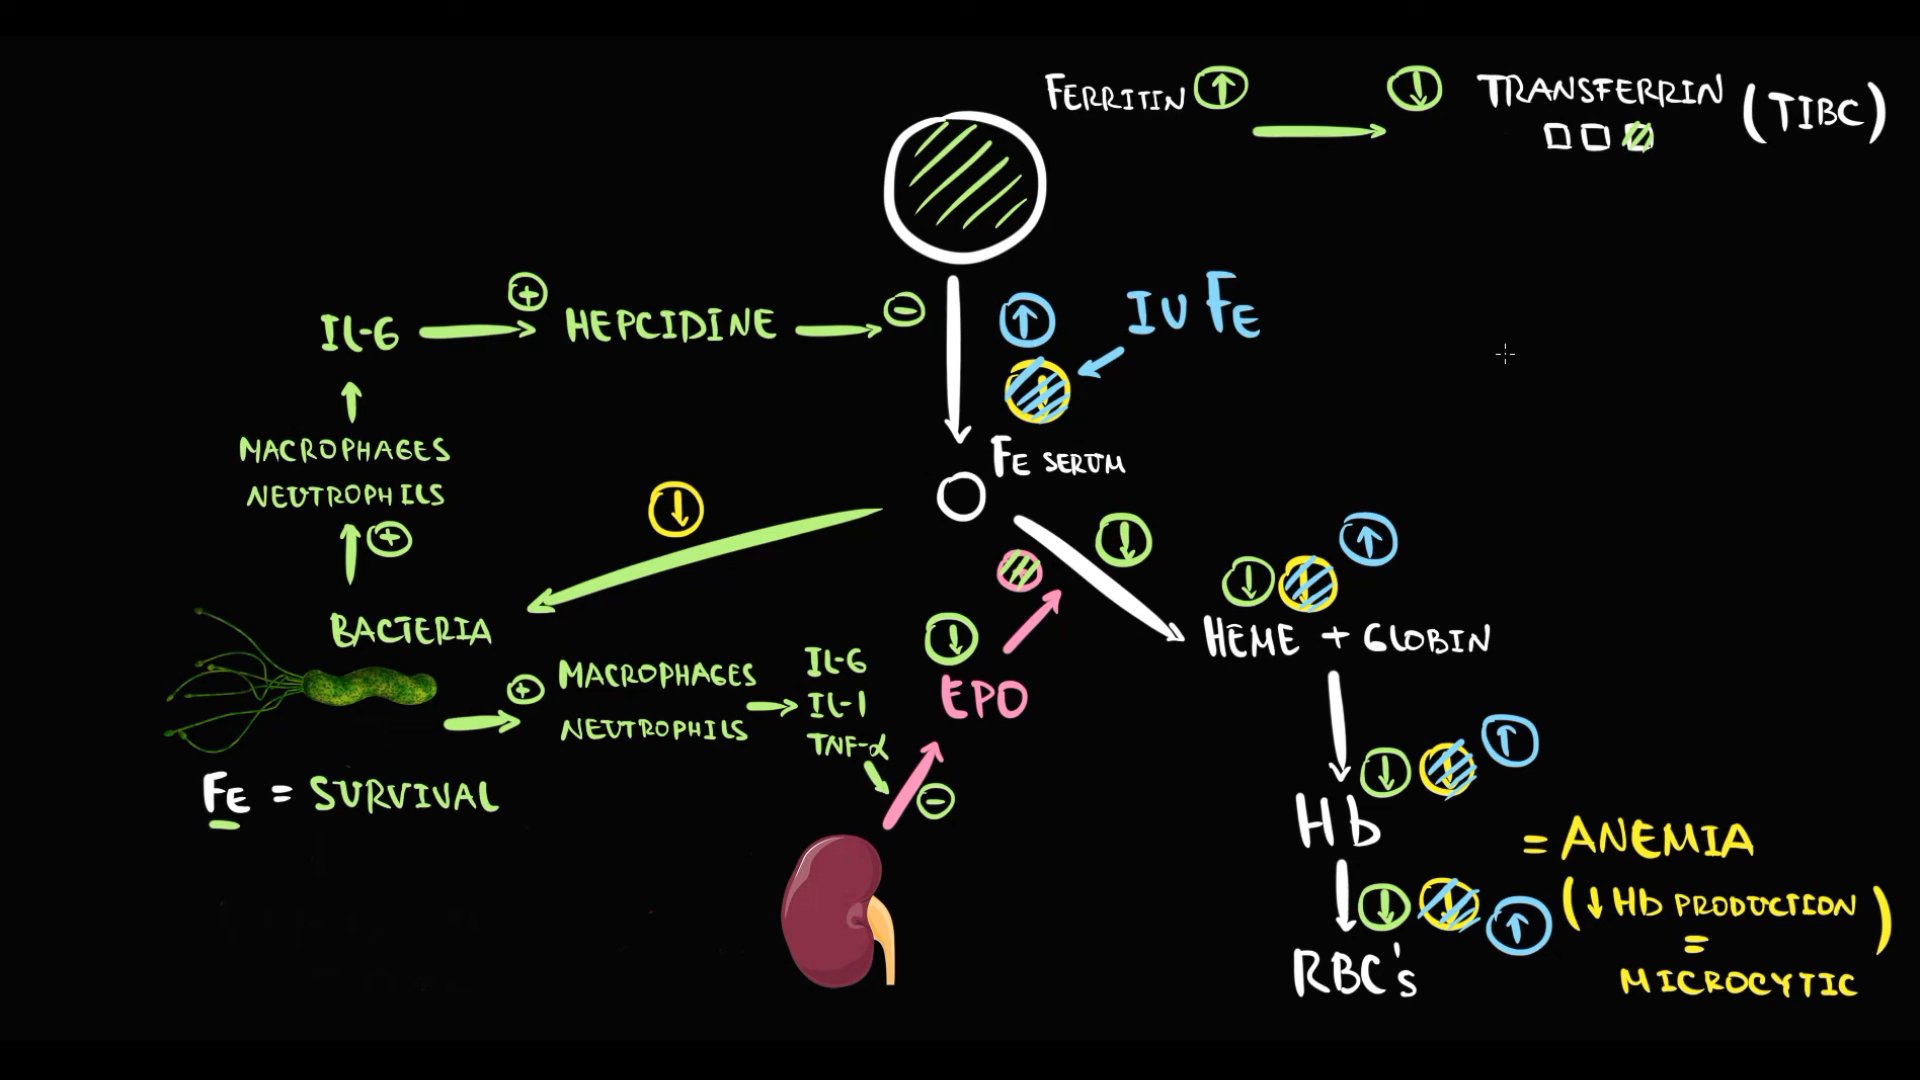 FERRITIN
TRANSFERRIN (TIBC)
IV FE
IL-6
HEPCIDINE
MACROPHAGES
NEUTROPHILS
FE SERUM
BACTERIA
HEME + GLOBIN
MACROPHAGES
NEUTROPHILS
IL-6
IL-1
TNF-α
EPO
FE = SURVIVAL
Hb
= ANEMIA
(↓ Hb PRODUCTION
=
MICROCYTIC)
RBC's